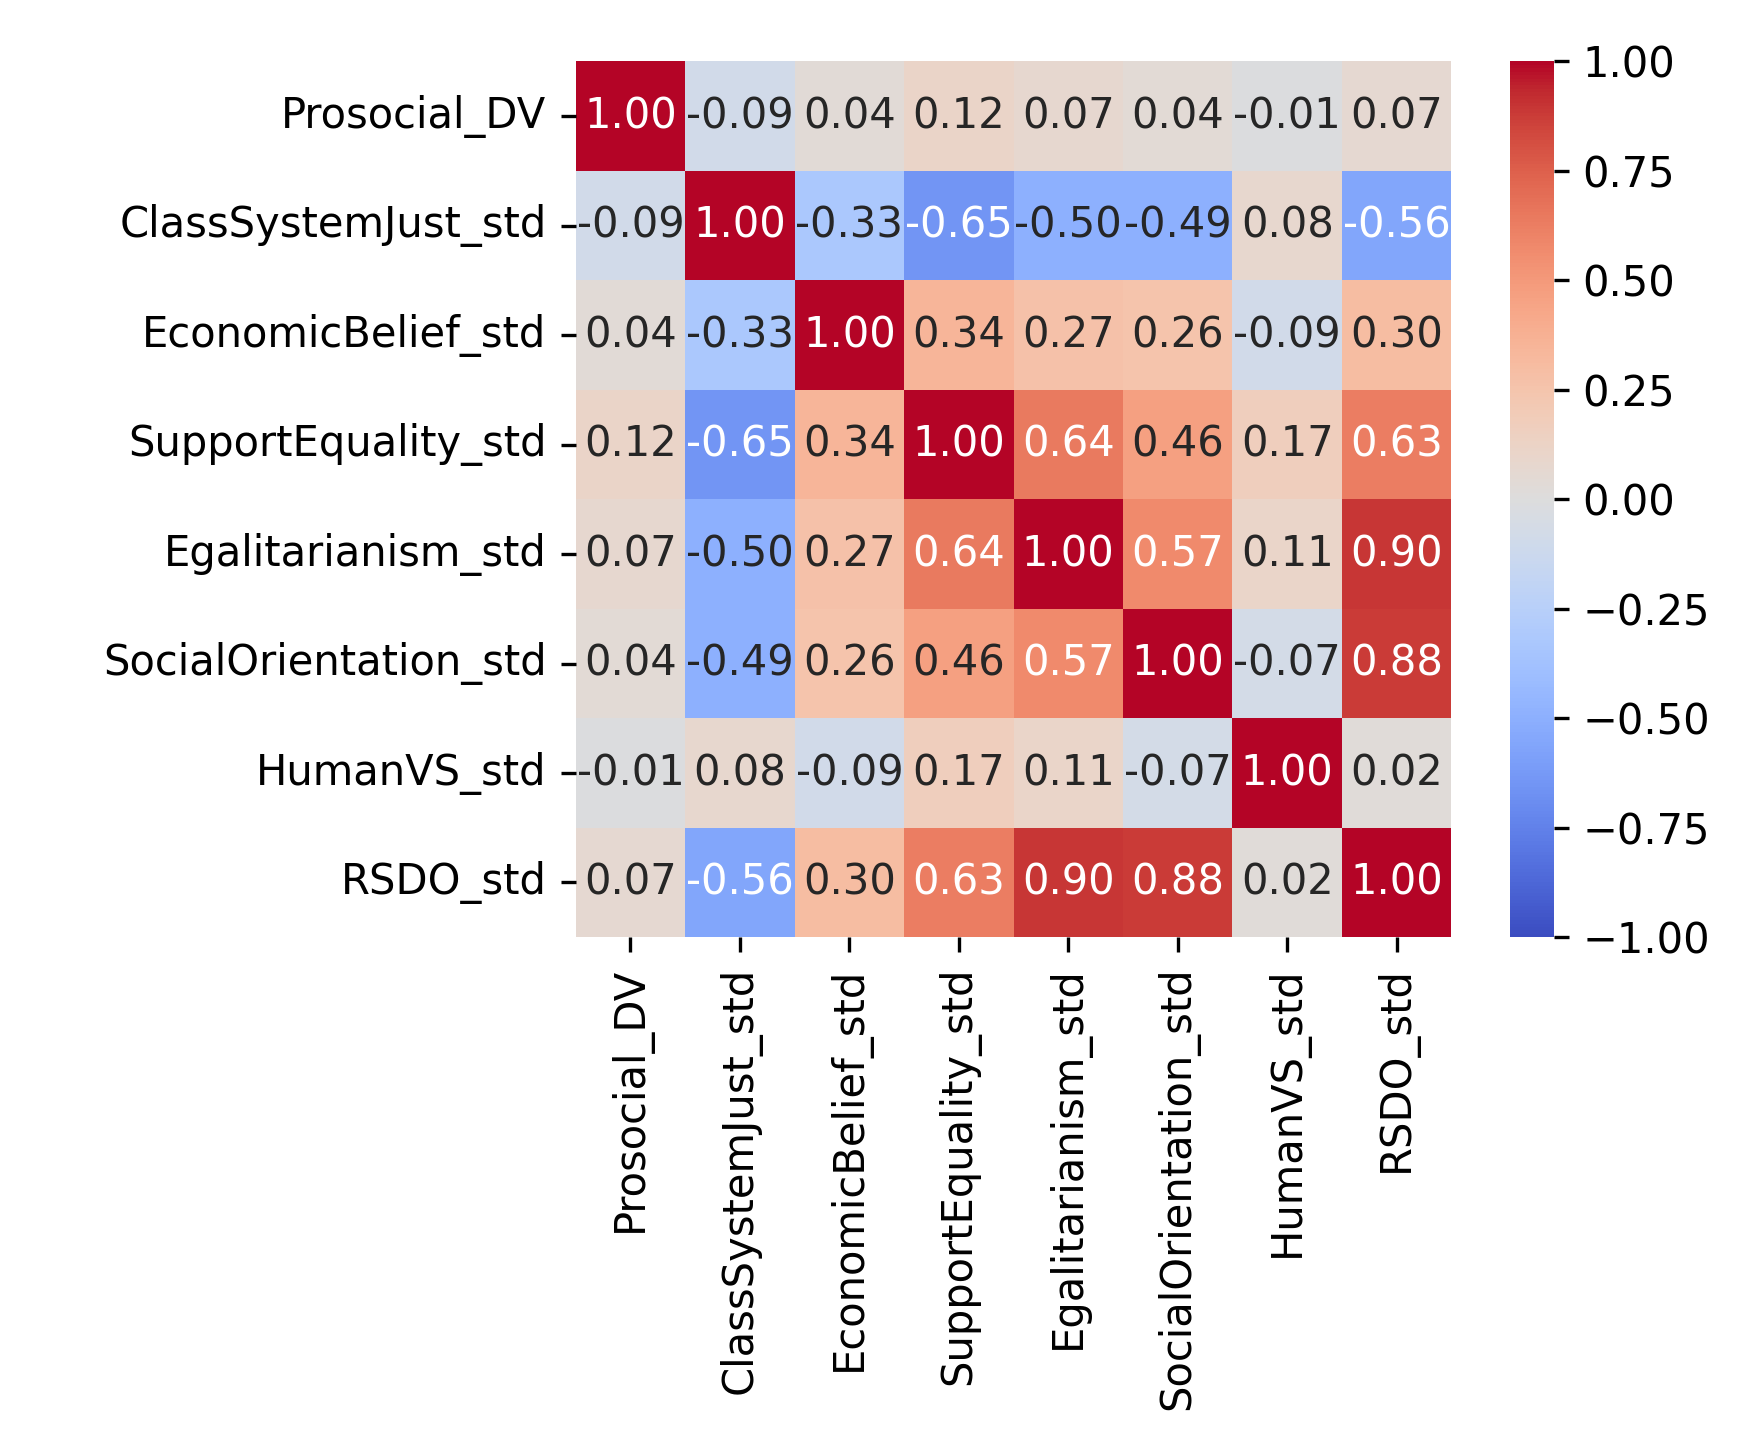 Prosocial_DV 1.00 -0.09 0.04 0.12 0.07 0.04 -0.01 0.07
ClassSystemJust_std -0.09 1.00 -0.33 -0.65 -0.50 -0.49 0.08 -0.56
EconomicBelief_std 0.04 -0.33 1.00 0.34 0.27 0.26 -0.09 0.30
SupportEquality_std 0.12 -0.65 0.34 1.00 0.64 0.46 0.17 0.63
Egalitarianism_std 0.07 -0.50 0.27 0.64 1.00 0.57 0.11 0.90
SocialOrientation_std 0.04 -0.49 0.26 0.46 0.57 1.00 -0.07 0.88
HumanVS_std -0.01 0.08 -0.09 0.17 0.11 -0.07 1.00 0.02
RSDO_std 0.07 -0.56 0.30 0.63 0.90 0.88 0.02 1.00
Prosocial_DV
ClassSystemJust_std
EconomicBelief_std
SupportEquality_std
Egalitarianism_std
SocialOrientation_std
HumanVS_std
RSDO_std
1.00
0.75
0.50
0.25
0.00
−0.25
−0.50
−0.75
−1.00